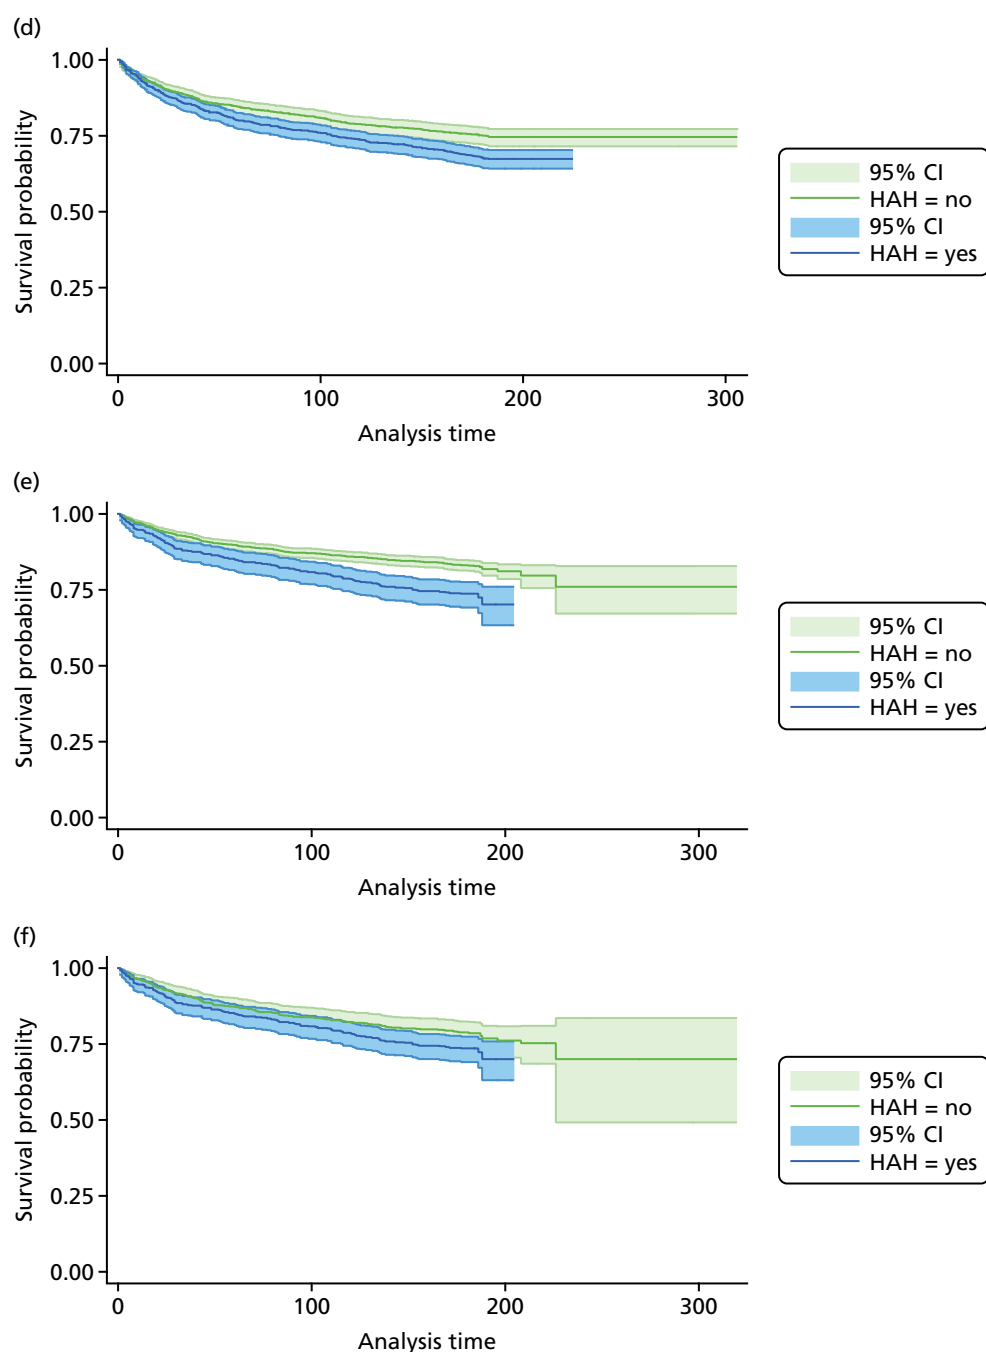 (d)
1.00
0.75
0.50
0.25
0.00
Survival probability
0 100 200 300
Analysis time
95% CI
HAH = no
95% CI
HAH = yes
(e)
1.00
0.75
0.50
0.25
0.00
Survival probability
0 100 200 300
Analysis time
95% CI
HAH = no
95% CI
HAH = yes
(f)
1.00
0.75
0.50
0.25
0.00
Survival probability
0 100 200 300
Analysis time
95% CI
HAH = no
95% CI
HAH = yes